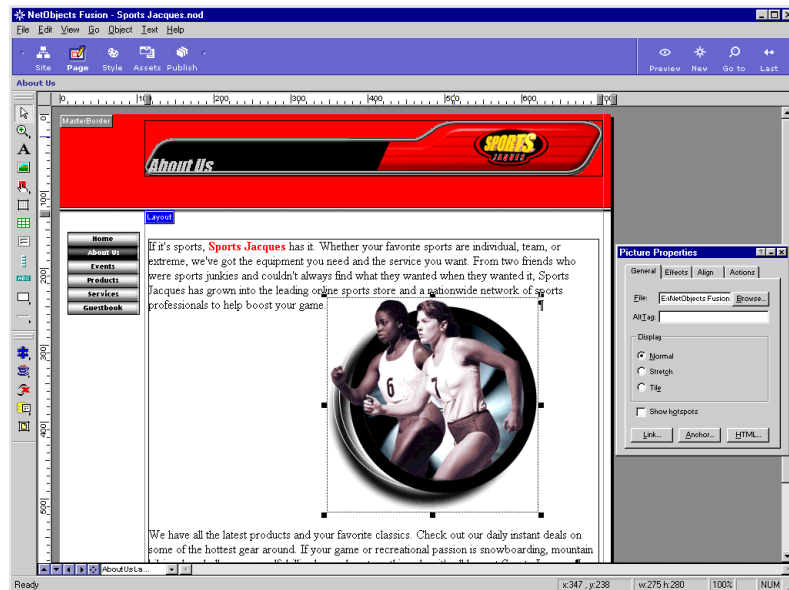 NetObjects Fusion - Sports Jacques.nod
File Edit View Go Object Text Help
Site Page Style Assets Publish Preview New Go to Last
About Us
MasterBorder
About Us
SPORTS
JACQUES
Layout
Home
About Us
Events
Products
Services
Guestbook
If it's sports, Sports Jacques has it. Whether your favorite sports are individual, team, or
extreme, we've got the equipment you need and the service you want. From two friends who
were sports junkies and couldn't always find what they wanted when they wanted it, Sports
Jacques has grown into the leading online sports store and a nationwide network of sports
professionals to help boost your game.
6 7
We have all the latest products and your favorite classics. Check out our daily instant deals on
some of the hottest gear around. If your game or recreational passion is snowboarding, mountain
Picture Properties
General Effects Align Actions
File: E:\NetObjects Fusion Browse...
AltTag:
Display
Normal
Stretch
Tile
Show hotspots
Link... Anchor... HTML...
AboutUsLa...
Ready x:347 , y:238 w:275 h:280 100% NUM